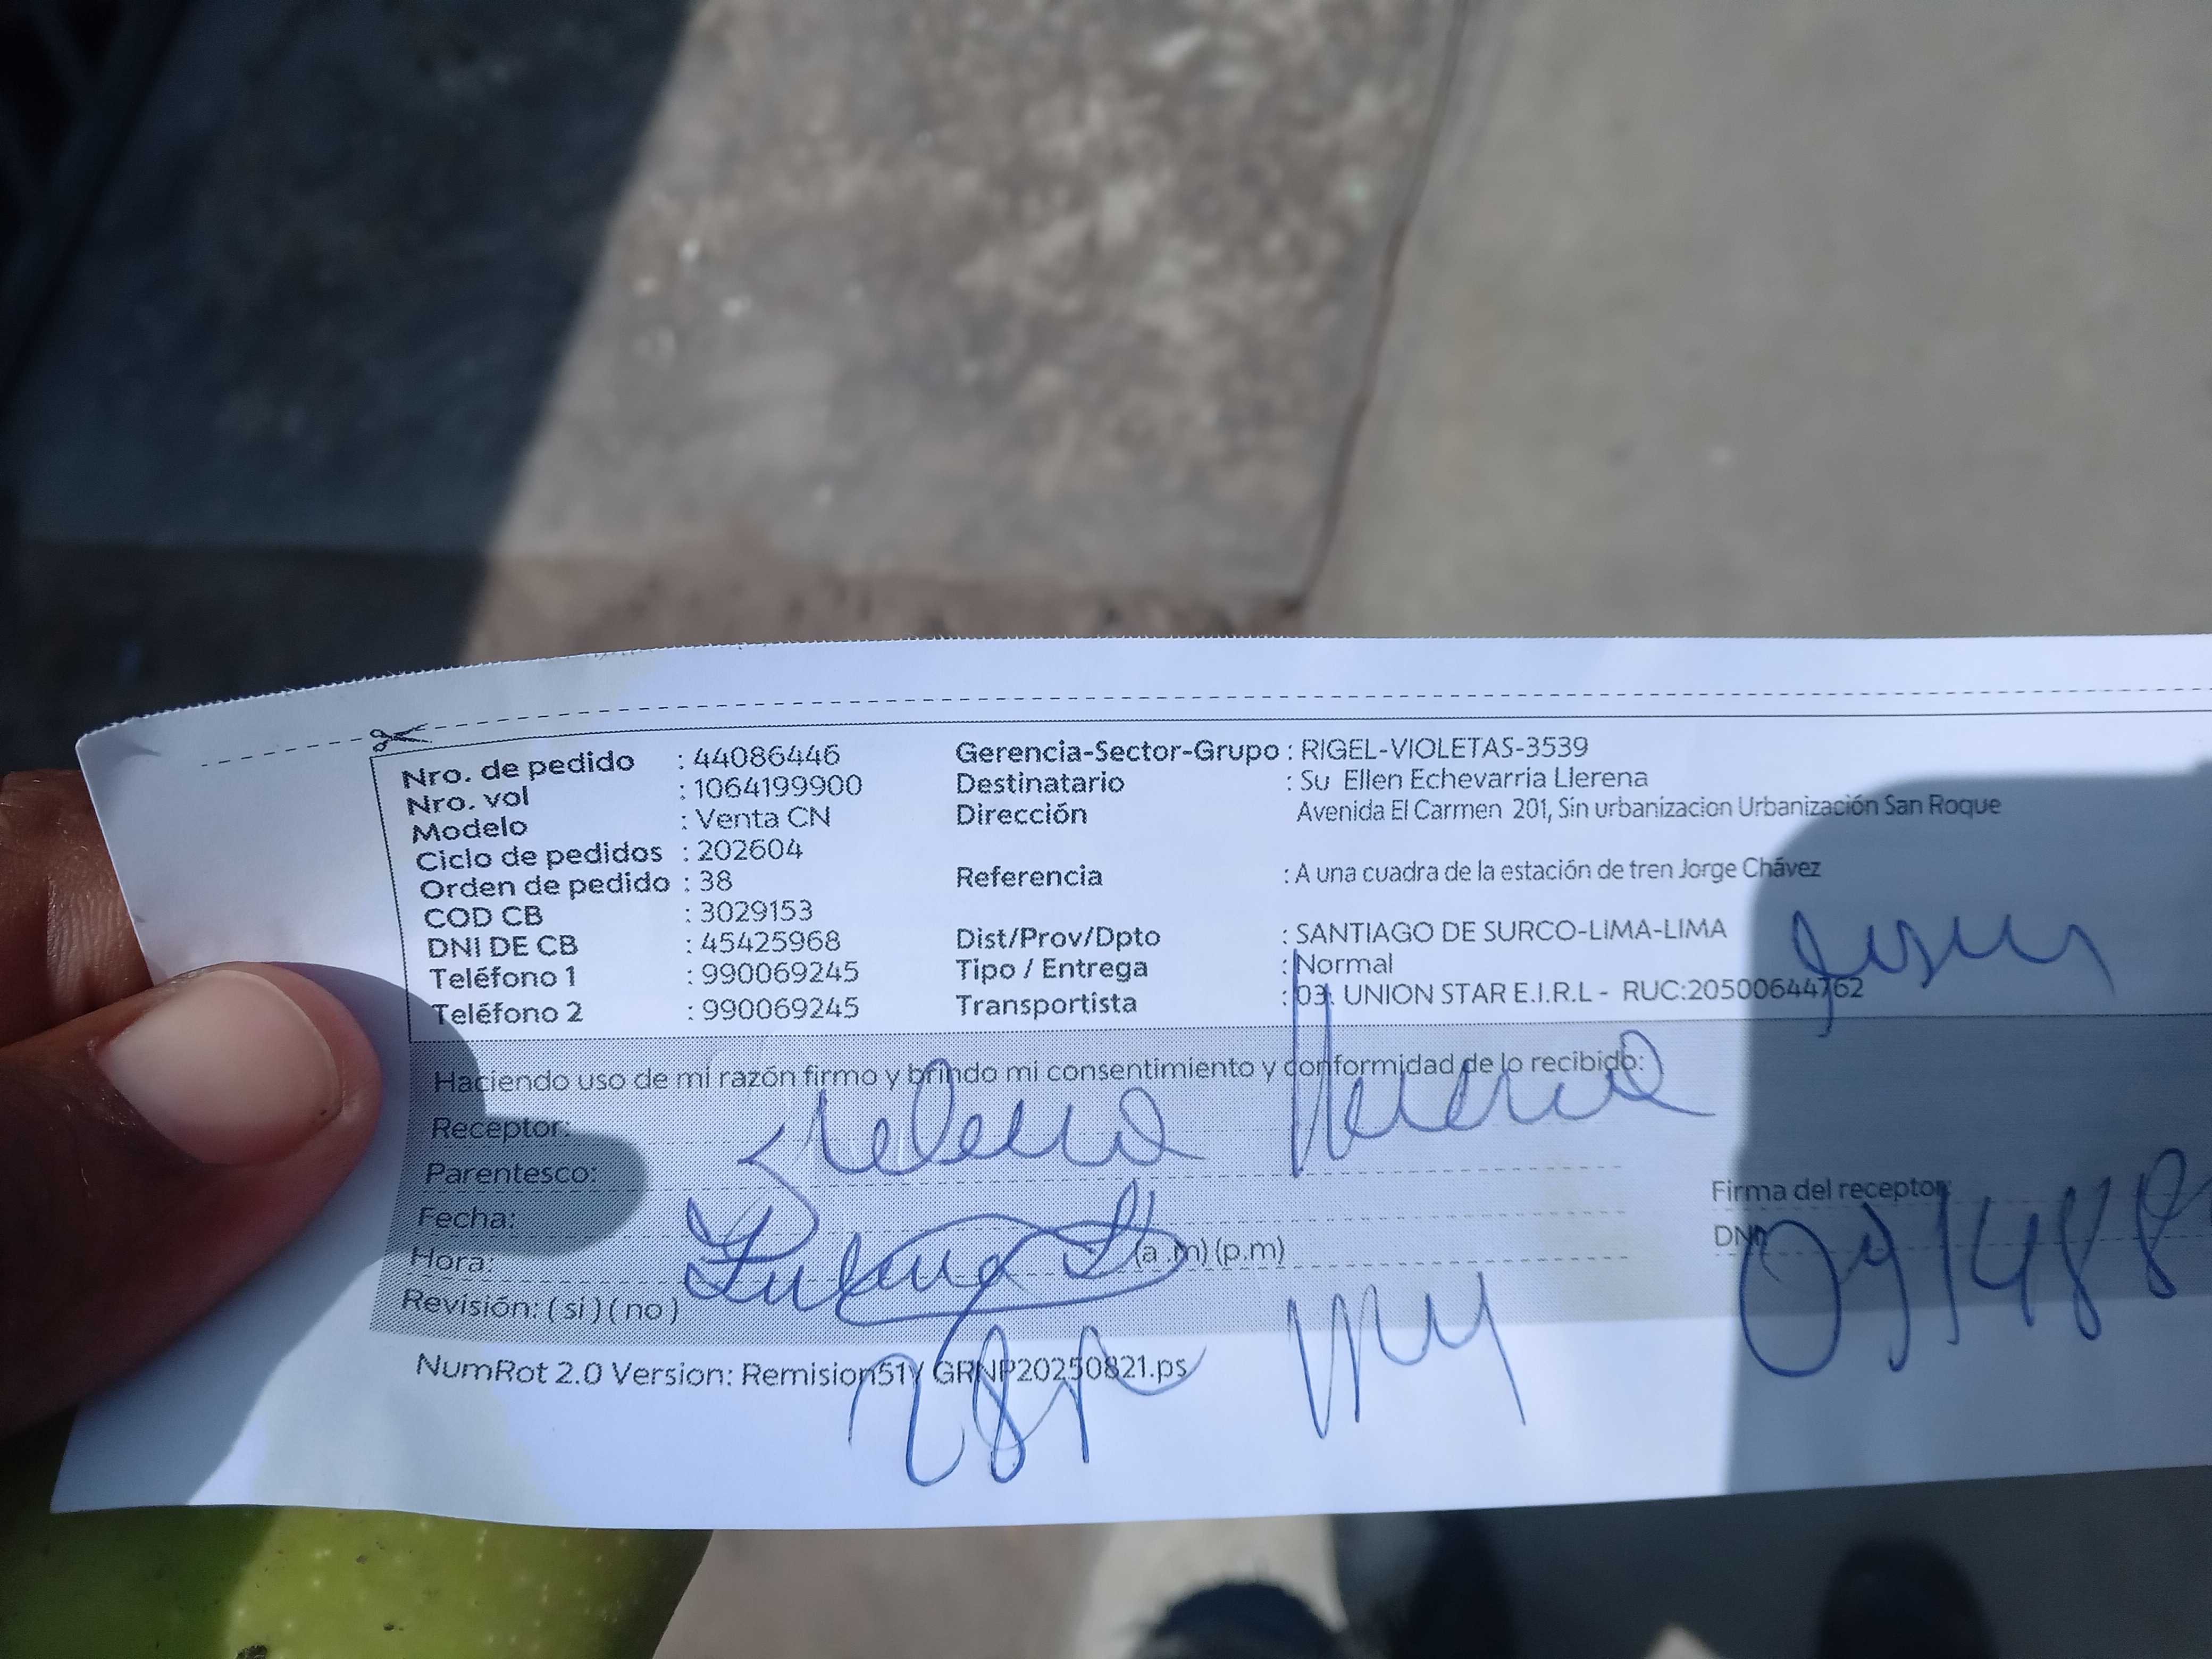 Nro. de pedido : 44086446
Nro. vol : 1064199900
Modelo : Venta CN
Ciclo de pedidos : 202604
Orden de pedido : 38
COD CB : 3029153
DNI DE CB : 45425968
Teléfono 1 : 990069245
Teléfono 2 : 990069245
Gerencia-Sector-Grupo : RIGEL-VIOLETAS-3539
Destinatario : Su Ellen Echevarria Llerena
Dirección Avenida El Carmen 201, Sin urbanizacion Urbanización San Roque
Referencia : A una cuadra de la estación de tren Jorge Chávez
Dist/Prov/Dpto : SANTIAGO DE SURCO-LIMA-LIMA
Tipo / Entrega : Normal
Transportista : 03. UNION STAR E.I.R.L - RUC:20500644762
Haciendo uso de mi razón firmo y brindo mi consentimiento y conformidad de lo recibido:
Receptor: Llerena
Parentesco:
Fecha:
Hora: (a .m) (p.m)
Revisión: ( si ) ( no )
Firma del receptor:
DNI: 091488
NumRot 2.0 Version: Remision51Y GRNP20250821.ps